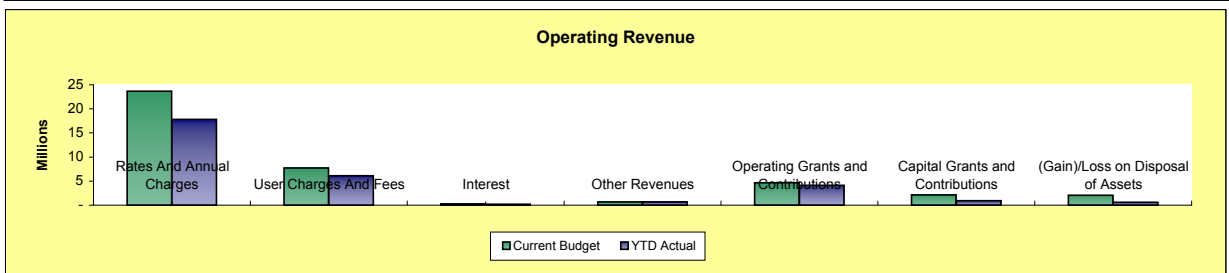 Operating Revenue
Millions
25
20
15
10
5
-
Rates And Annual
Charges
User Charges And Fees
Interest
Other Revenues
Operating Grants and
Contributions
Capital Grants and
Contributions
(Gain)/Loss on Disposal
of Assets
Current Budget
YTD Actual